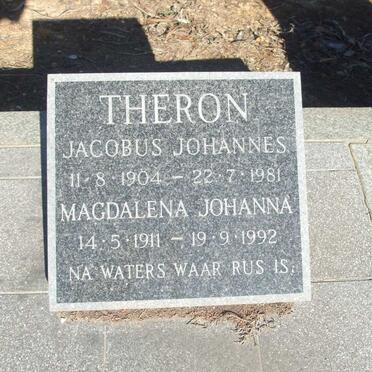 THERON
JACOBUS JOHANNES
11-8-1904 – 22-7-1981
MAGDALENA JOHANNA
14-5-1911 – 19-9-1992
NA WATERS WAAR RUS IS.